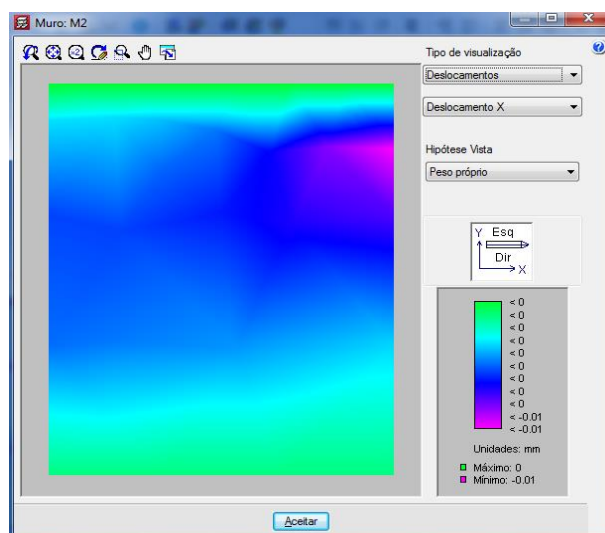 Muro: M2
Tipo de visualização
Deslocamentos
Deslocamento X
Hipótese Vista
Peso próprio
Y Esq
Dir
X
< 0
< 0
< 0
< 0
< 0
< 0
< 0
< 0
< 0
< -0.01
< -0.01
Unidades: mm
Máximo: 0
Mínimo: -0.01
Aceitar